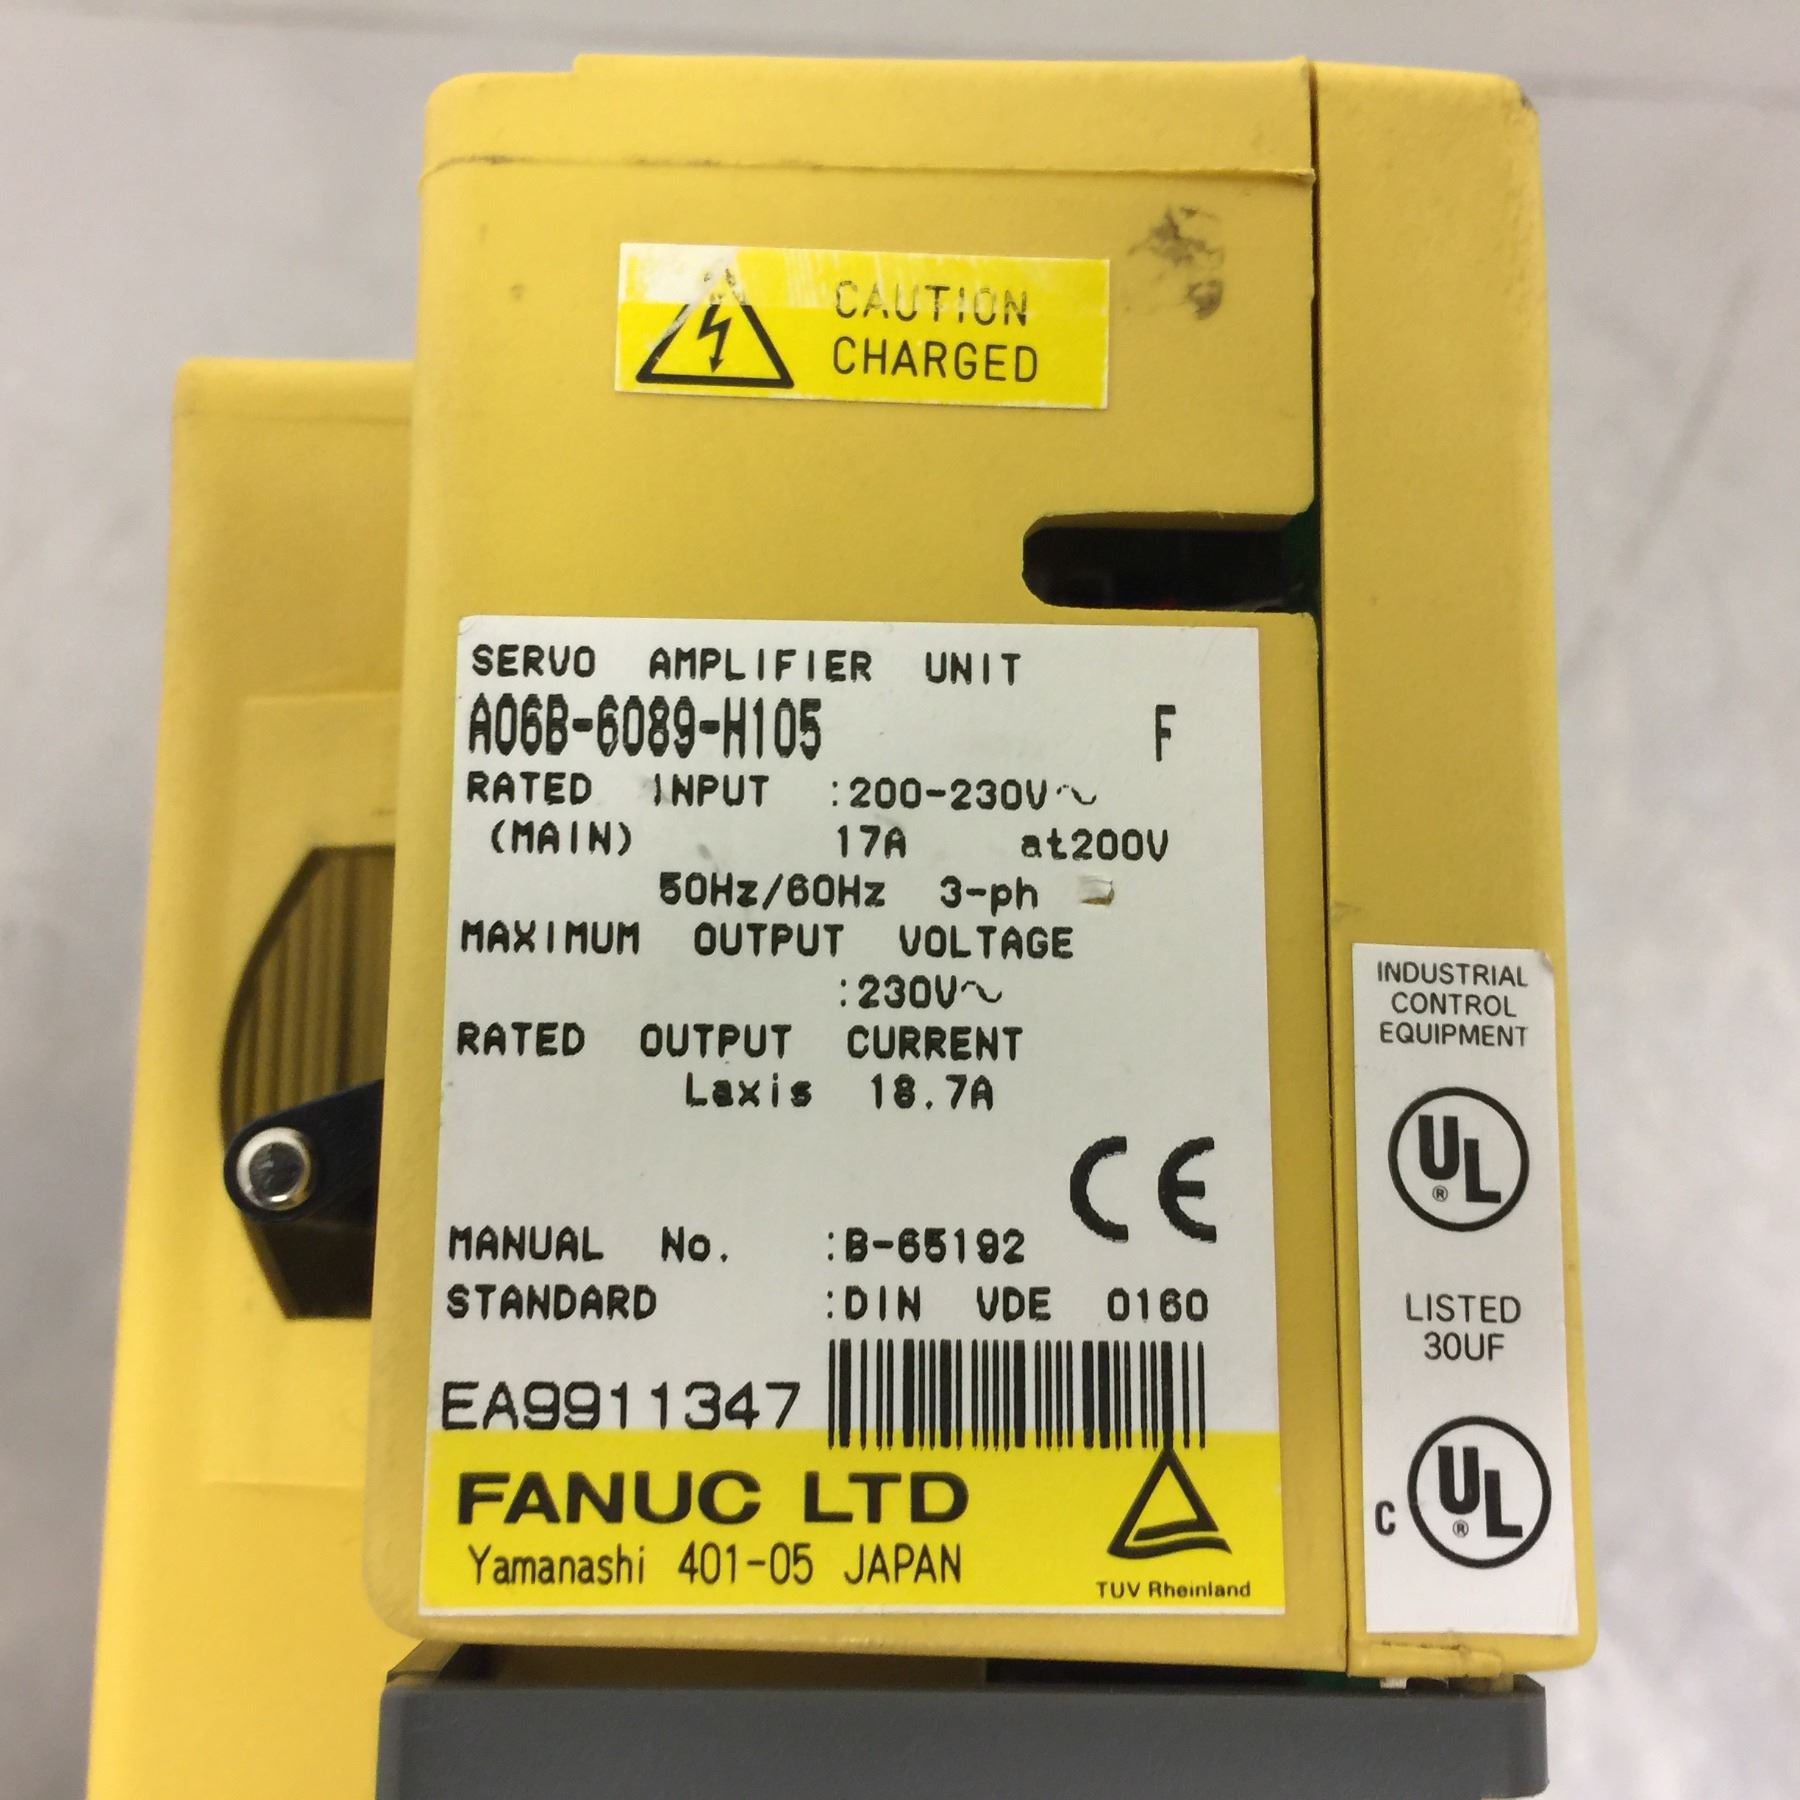 CAUTION
CHARGED
SERVO AMPLIFIER UNIT
A06B-6089-H105 F
RATED INPUT :200-230V~
(MAIN) 17A at200V
50Hz/60Hz 3-ph
MAXIMUM OUTPUT VOLTAGE
:230V~
RATED OUTPUT CURRENT
Laxis 18.7A
CE
MANUAL No. :B-65192
STANDARD :DIN VDE 0160
EA9911347
FANUC LTD
Yamanashi 401-05 JAPAN
TUV Rheinland
INDUSTRIAL
CONTROL
EQUIPMENT
UL
®
LISTED
30UF
C UL
®